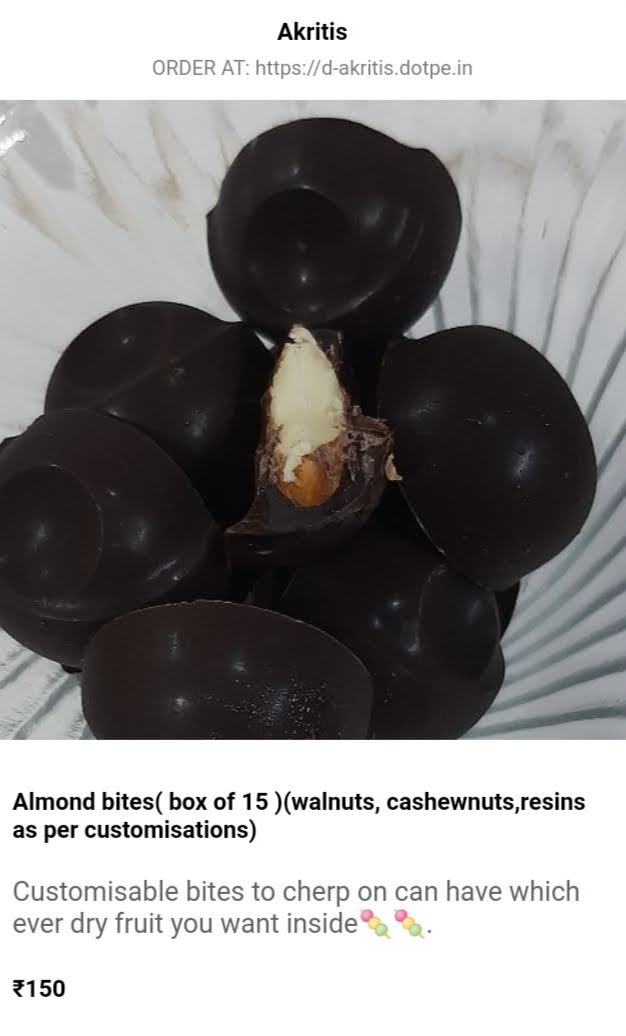 Akritis
ORDER AT: https://d-akritis.dotpe.in
Almond bites( box of 15 )(walnuts, cashewnuts,resins
as per customisations)
Customisable bites to cherp on can have which
ever dry fruit you want inside🍡🍡.
₹150